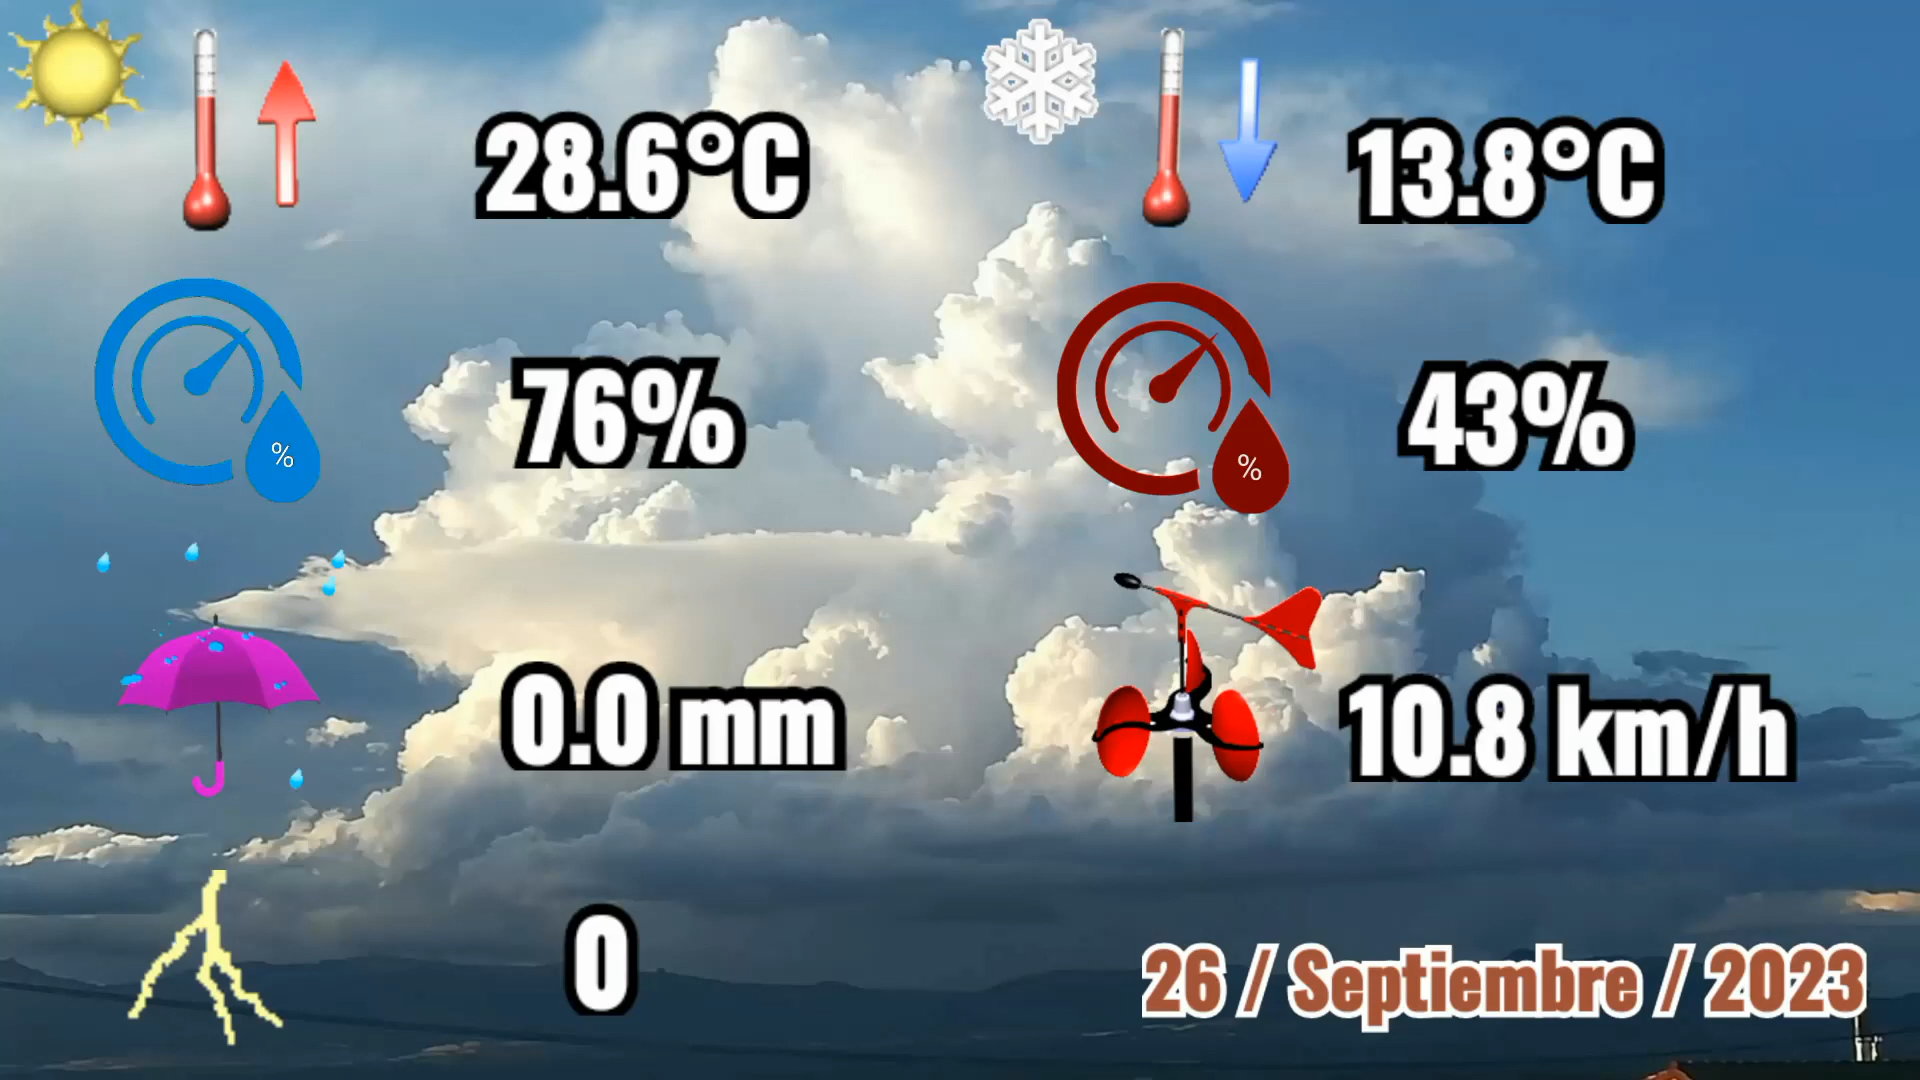 28.6°C
13.8°C
%
76%
%
43%
0.0 mm
10.8 km/h
0
26 / Septiembre / 2023